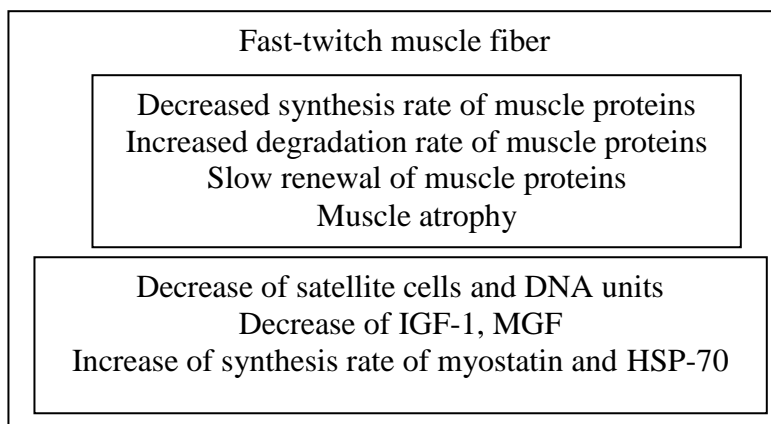 Fast-twitch muscle fiber
Decreased synthesis rate of muscle proteins
Increased degradation rate of muscle proteins
Slow renewal of muscle proteins
Muscle atrophy
Decrease of satellite cells and DNA units
Decrease of IGF-1, MGF
Increase of synthesis rate of myostatin and HSP-70